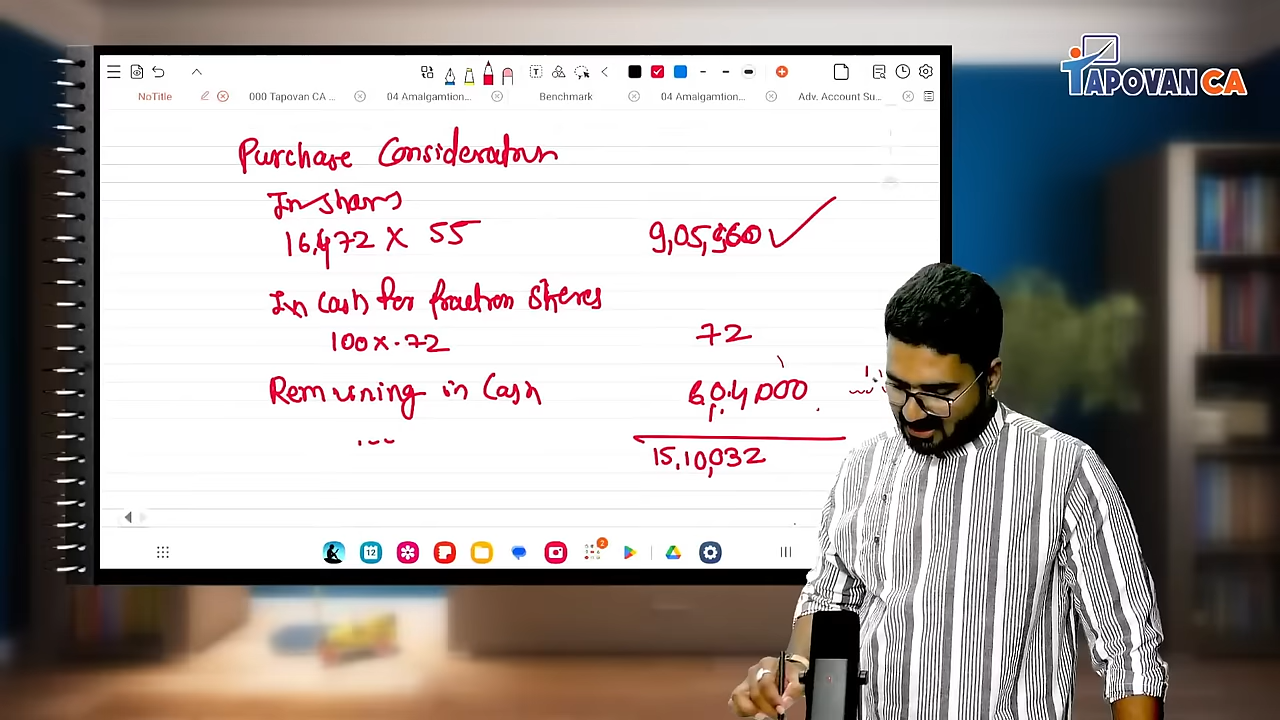 TAPOVAN CA
NoTitle
000 Tapovan CA ...
04 Amalgamtion...
Benchmark
04 Amalgamtion...
Adv. Account Su...
Purchase Consideration
In shares
16,472 X 55 9,05,960
In cash for fraction shares
100 x .72 72
Remaining in Cash 6,04,000
...
15,10,032
12
2